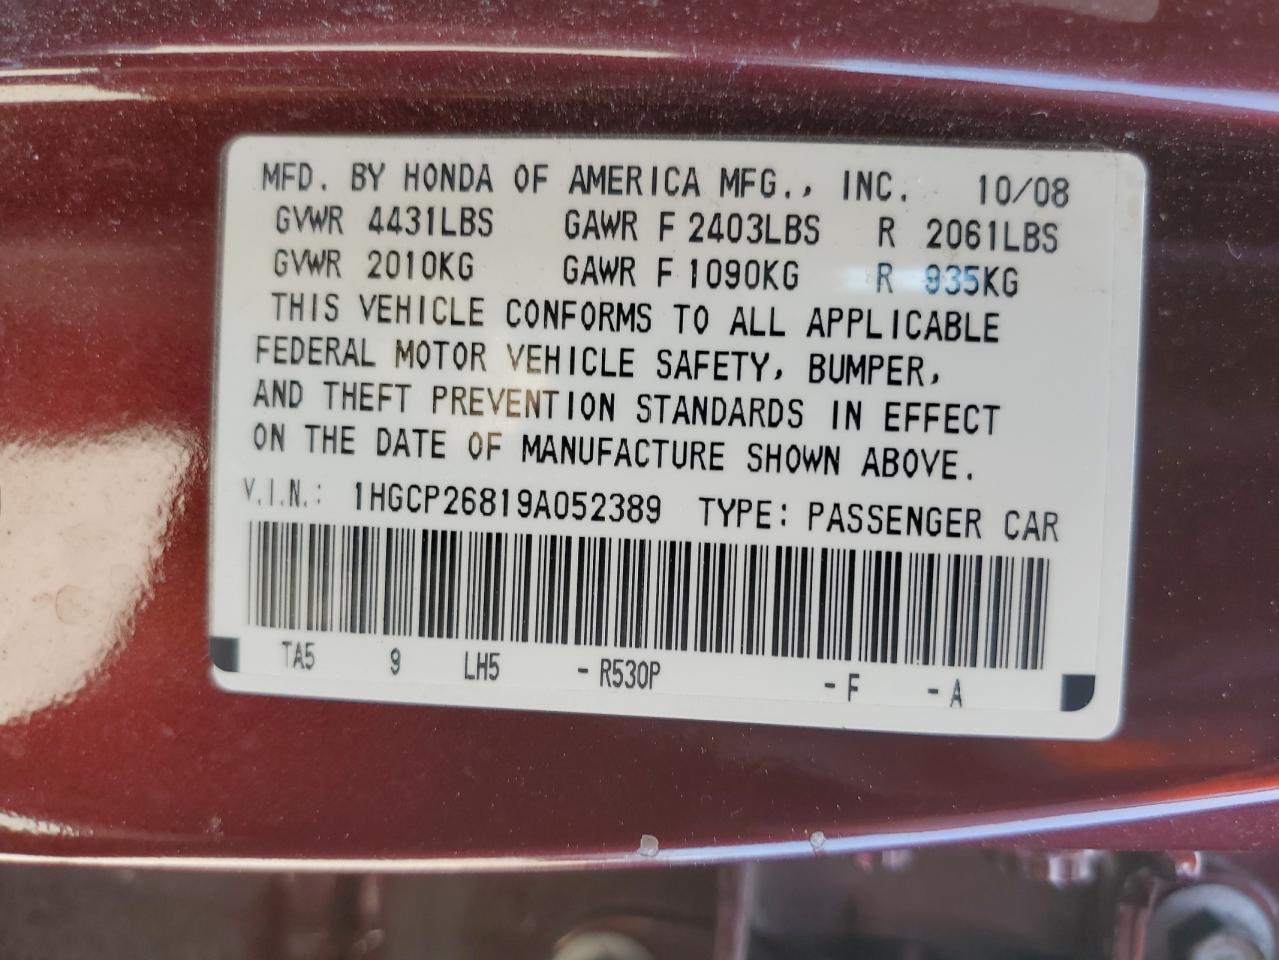 MFD. BY HONDA OF AMERICA MFG., INC. 10/08
GVWR 4431LBS GAWR F 2403LBS R 2061LBS
GVWR 2010KG GAWR F 1090KG R 935KG
THIS VEHICLE CONFORMS TO ALL APPLICABLE
FEDERAL MOTOR VEHICLE SAFETY, BUMPER,
AND THEFT PREVENTION STANDARDS IN EFFECT
ON THE DATE OF MANUFACTURE SHOWN ABOVE.
V.I.N.: 1HGCP26819A052389 TYPE: PASSENGER CAR
TA5 9 LH5 -R530P -F -A